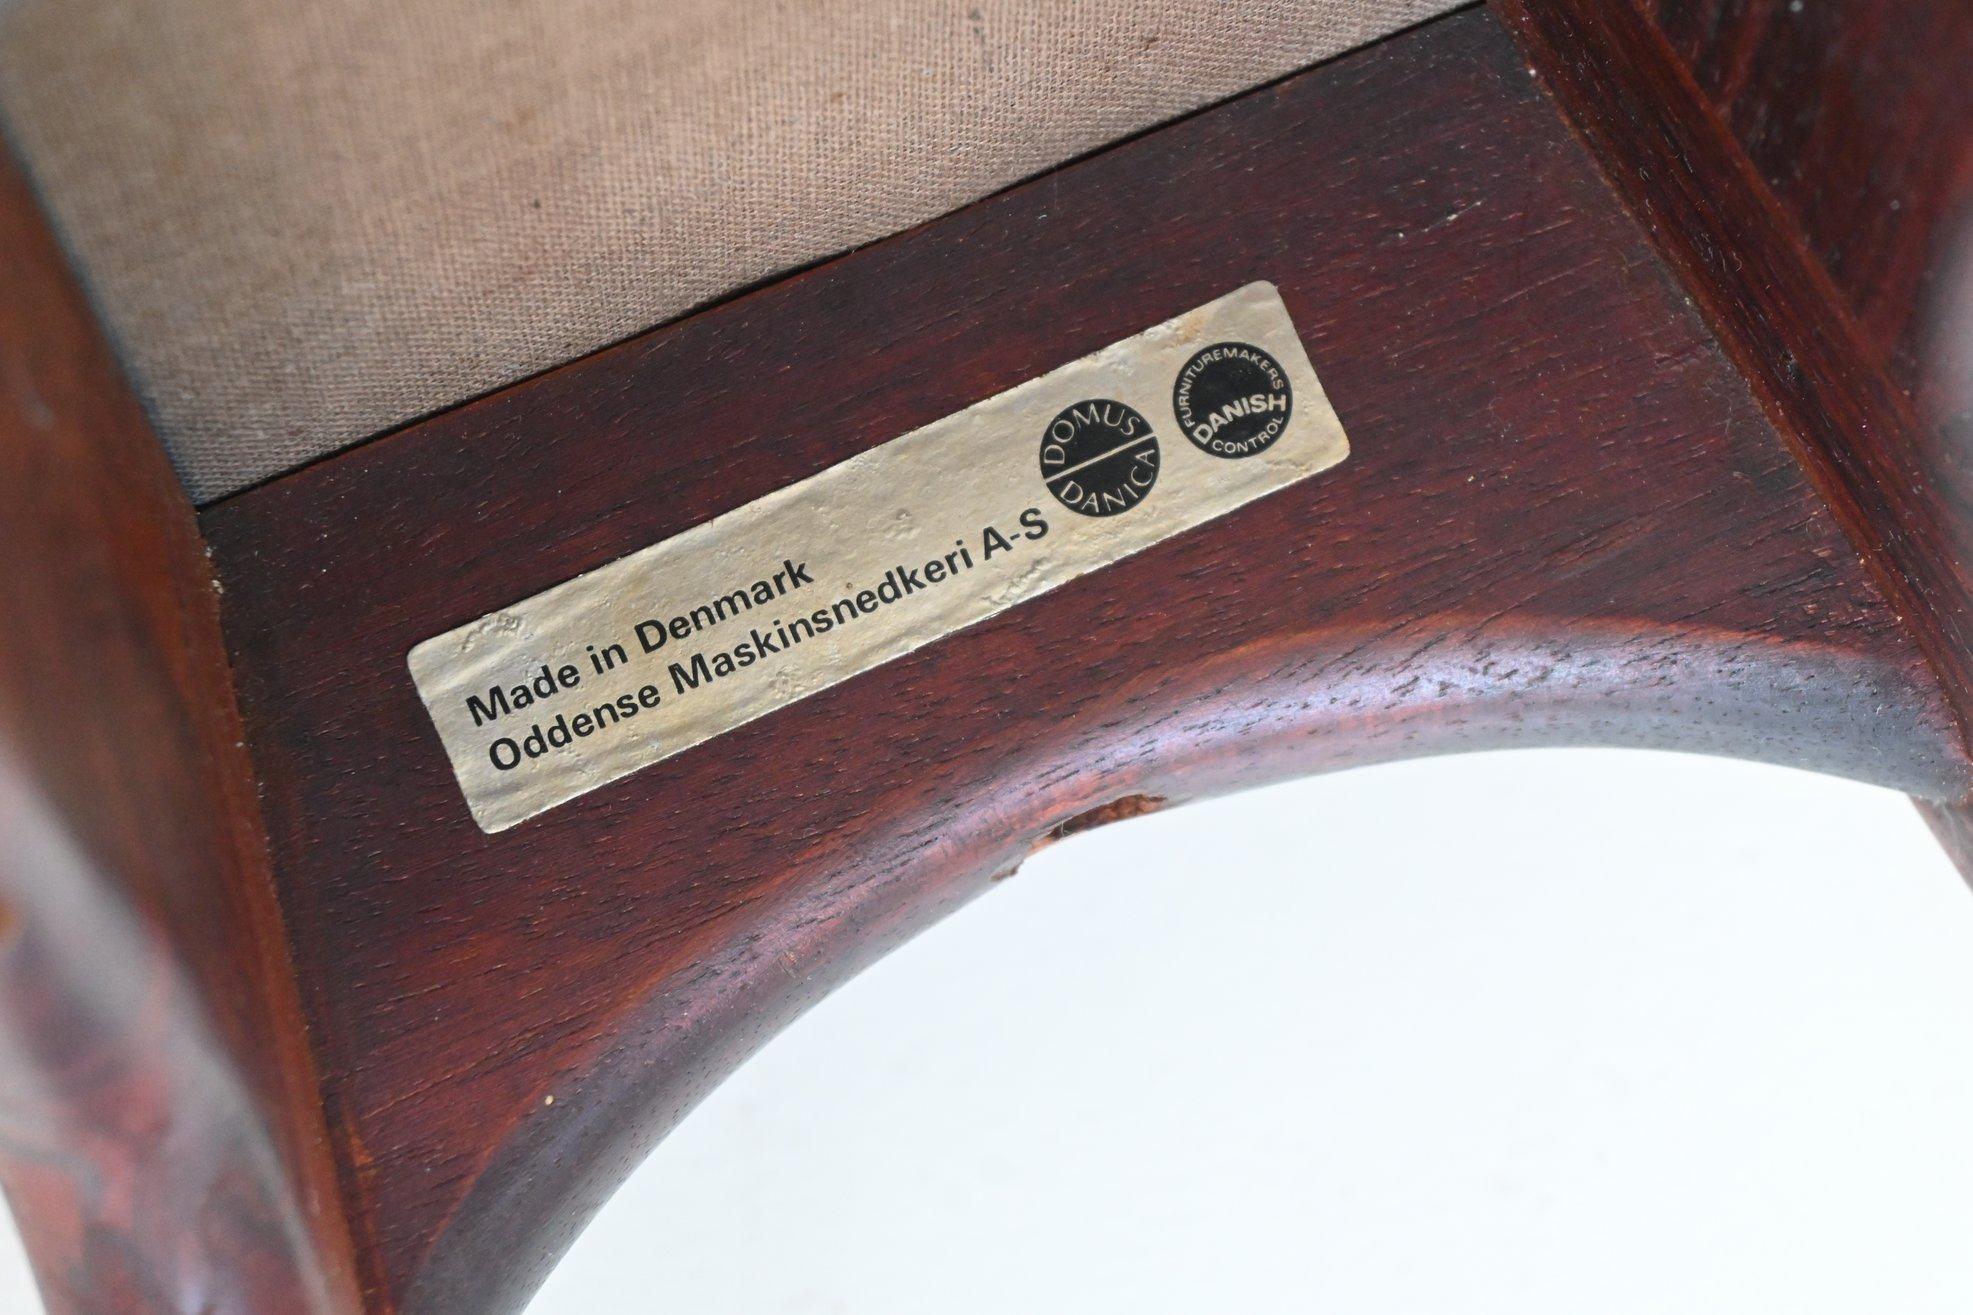 Made in Denmark
Oddense Maskinsnedkeri A-S
DOMUS
DANICA
FURNITUREMAKERS
DANISH
CONTROL